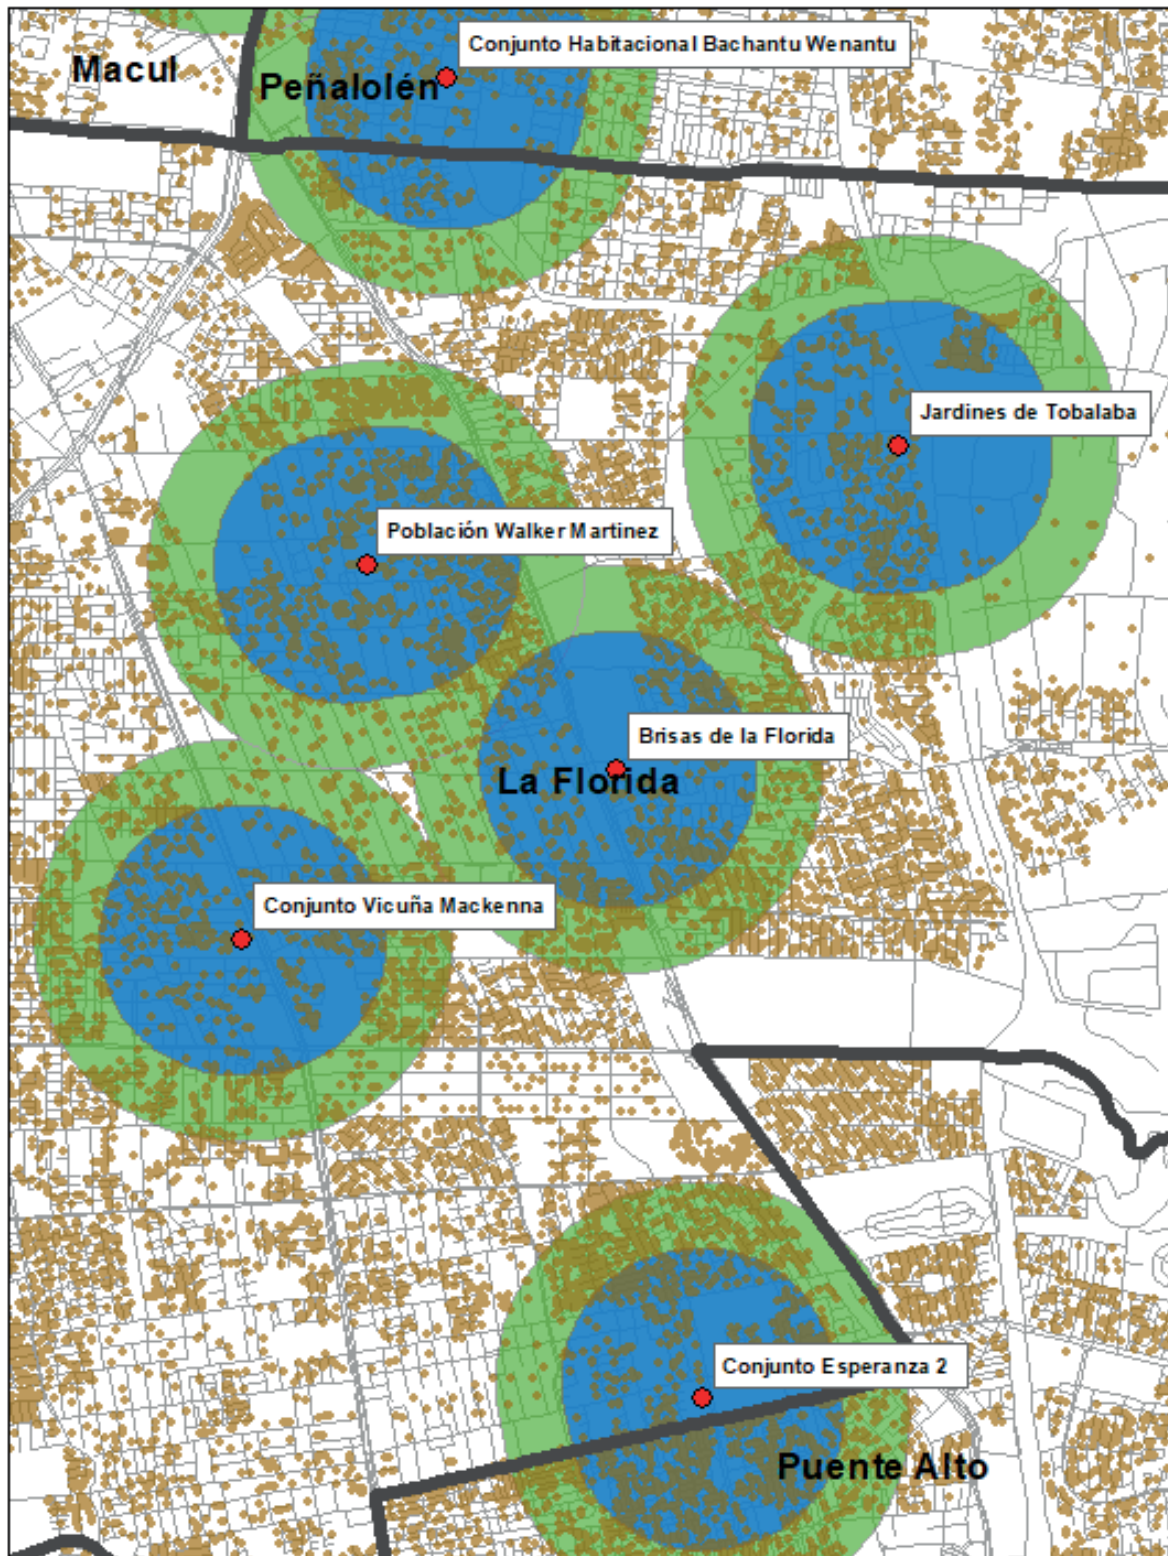 Conjunto Habitacional Bachantu Wenantu
Macul
Peñalolén
Jardines de Tobalaba
Población Walker Martinez
Brisas de la Florida
La Florida
Conjunto Vicuña Mackenna
Conjunto Esperanza 2
Puente Alto